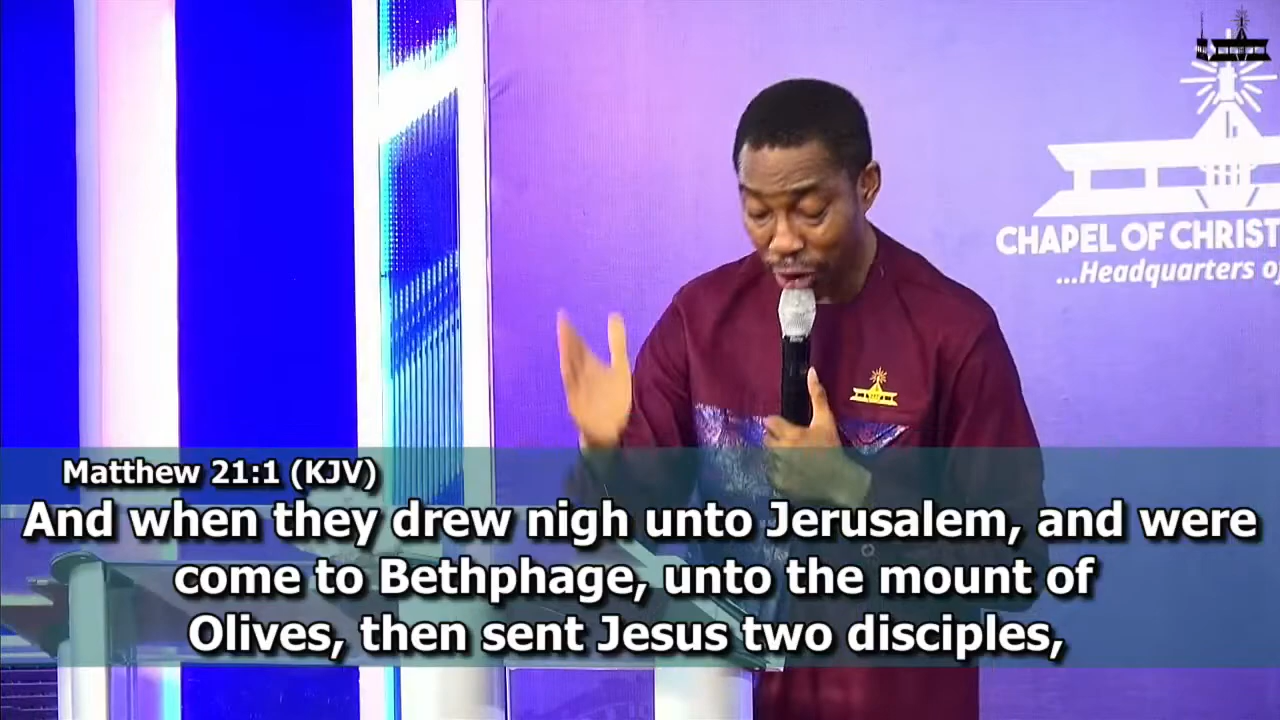 CHAPEL OF CHRIST
...Headquarters of
Matthew 21:1 (KJV)
And when they drew nigh unto Jerusalem, and were
come to Bethphage, unto the mount of
Olives, then sent Jesus two disciples,